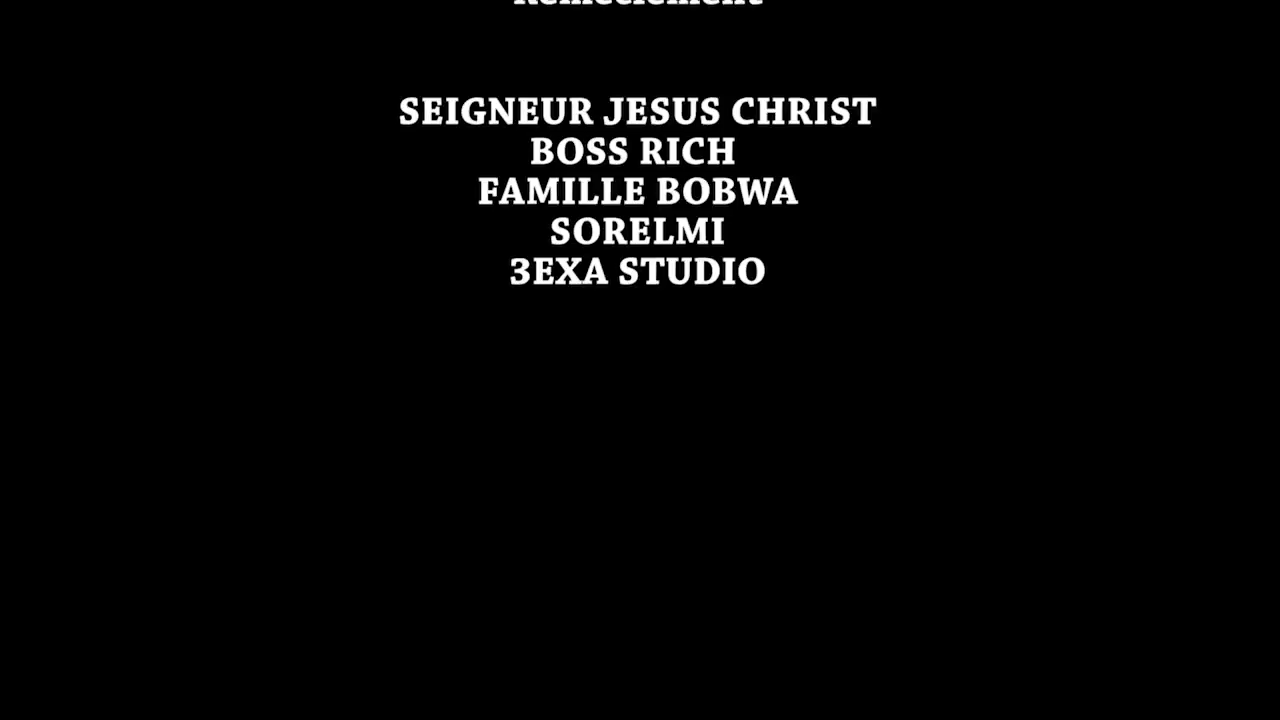 SEIGNEUR JESUS CHRIST
BOSS RICH
FAMILLE BOBWA
SORELMI
3EXA STUDIO